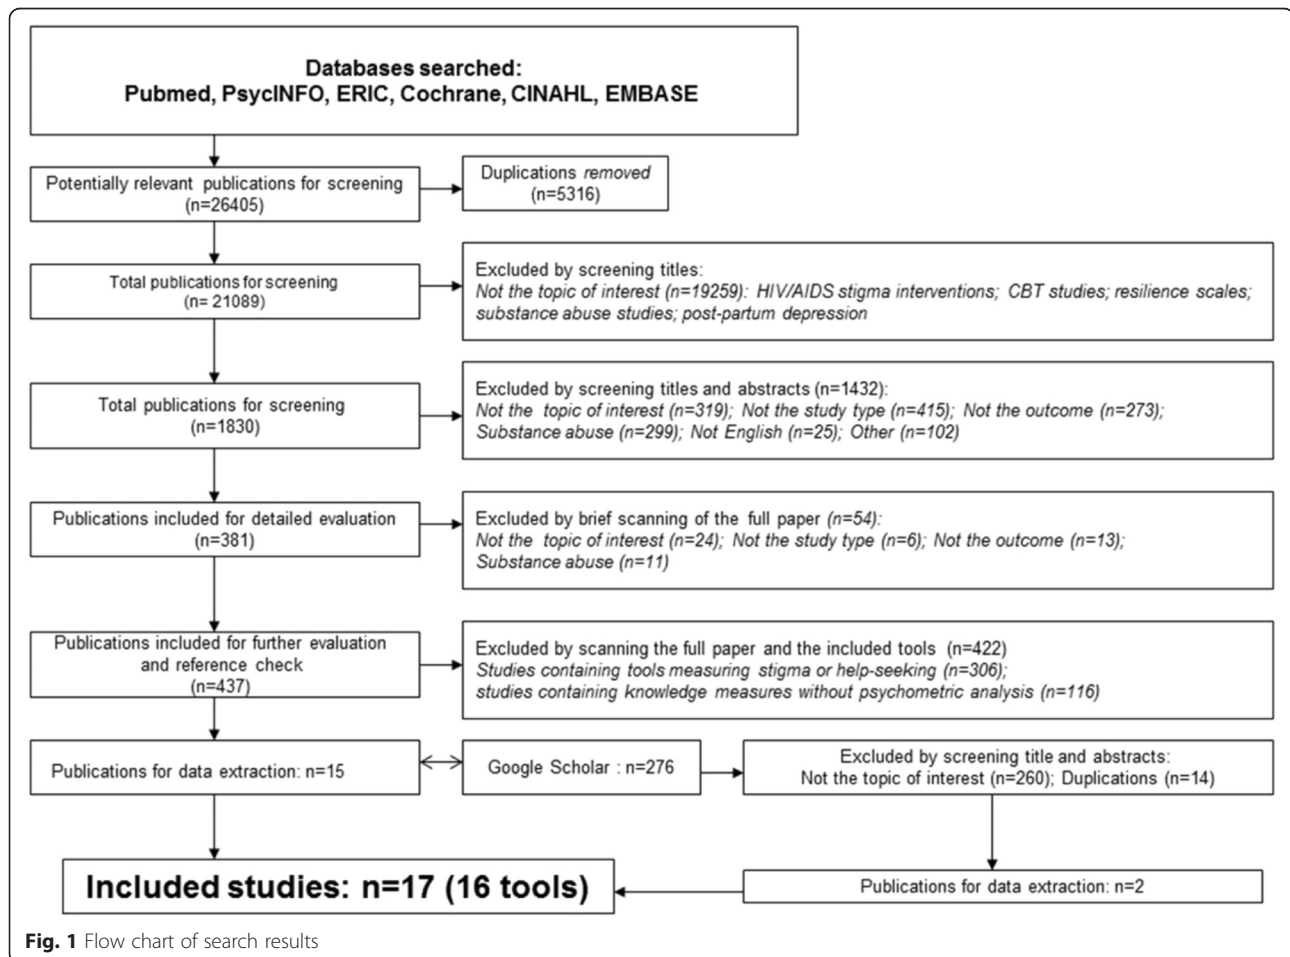 Databases searched:
Pubmed, PsycINFO, ERIC, Cochrane, CINAHL, EMBASE
Potentially relevant publications for screening
(n=26405)
Duplications removed
(n=5316)
Total publications for screening
(n= 21089)
Excluded by screening titles:
Not the topic of interest (n=19259): HIV/AIDS stigma interventions; CBT studies; resilience scales;
substance abuse studies; post-partum depression
Total publications for screening
(n=1830)
Excluded by screening titles and abstracts (n=1432):
Not the topic of interest (n=319); Not the study type (n=415); Not the outcome (n=273);
Substance abuse (n=299); Not English (n=25); Other (n=102)
Publications included for detailed evaluation
(n=381)
Excluded by brief scanning of the full paper (n=54):
Not the topic of interest (n=24); Not the study type (n=6); Not the outcome (n=13);
Substance abuse (n=11)
Publications included for further evaluation
and reference check
(n=437)
Excluded by scanning the full paper and the included tools (n=422)
Studies containing tools measuring stigma or help-seeking (n=306);
studies containing knowledge measures without psychometric analysis (n=116)
Publications for data extraction: n=15
Google Scholar : n=276
Excluded by screening title and abstracts:
Not the topic of interest (n=260); Duplications (n=14)
Included studies: n=17 (16 tools)
Publications for data extraction: n=2
Fig. 1 Flow chart of search results